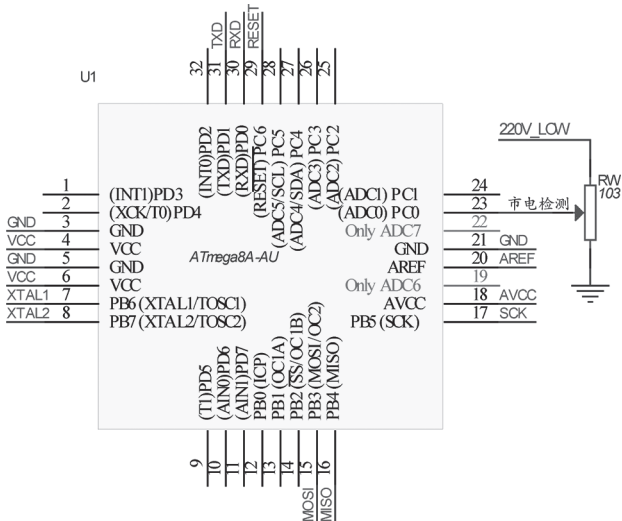 TXD
RXD
RESET
32
31
30
29
28
27
26
25
U1
(INT0)PD2
(TXD)PD1
(RXD)PD0
(RESET) PC6
(ADC5/SCL) PC5
(ADC4/SDA) PC4
(ADC3) PC3
(ADC2) PC2
220V_LOW
RW
103
1 (INT1)PD3
2 (XCK/T0)PD4
GND 3 GND
VCC 4 VCC
GND 5 GND
VCC 6 VCC
XTAL1 7 PB6 (XTAL1/TOSC1)
XTAL2 8 PB7 (XTAL2/TOSC2)
ATmega8A-AU
(ADC1) PC1 24
(ADC0) PC0 23 市电检测
Only ADC7 22
GND 21 GND
AREF 20 AREF
Only ADC6 19
AVCC 18 AVCC
PB5 (SCK) 17 SCK
(T1)PD5
(AIN0)PD6
(AIN1)PD7
PB0 (ICP)
PB1 (OC1A)
PB2 (SS/OC1B)
PB3 (MOSI/OC2)
PB4 (MISO)
9
10
11
12
13
14
15
16
MOSI
MISO